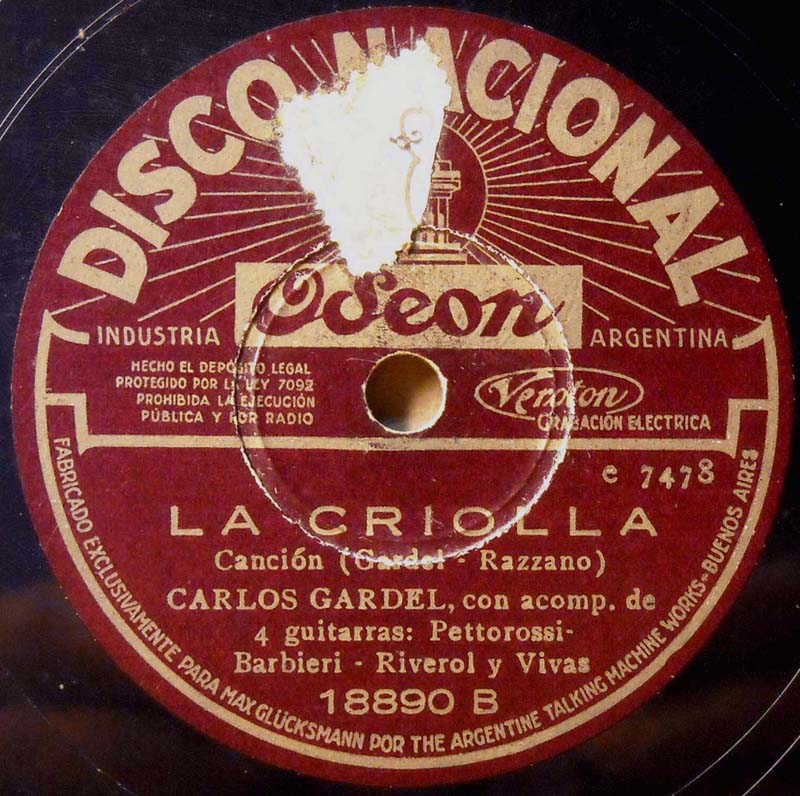 DISCO NACIONAL
Odeon
INDUSTRIA ARGENTINA
HECHO EL DEPÓSITO LEGAL
PROTEGIDO POR LA LEY 7092
PROHIBIDA LA EJECUCIÓN
PÚBLICA Y POR RADIO
Veroton
GRABACIÓN ELECTRICA
e 7478
LA CRIOLLA
Canción (Gardel - Razzano)
CARLOS GARDEL, con acomp. de
4 guitarras: Pettorossi-
Barbieri - Riverol y Vivas
18890 B
FABRICADO EXCLUSIVAMENTE PARA MAX GLÜCKSMANN POR THE ARGENTINE TALKING MACHINE WORKS-BUENOS AIRES